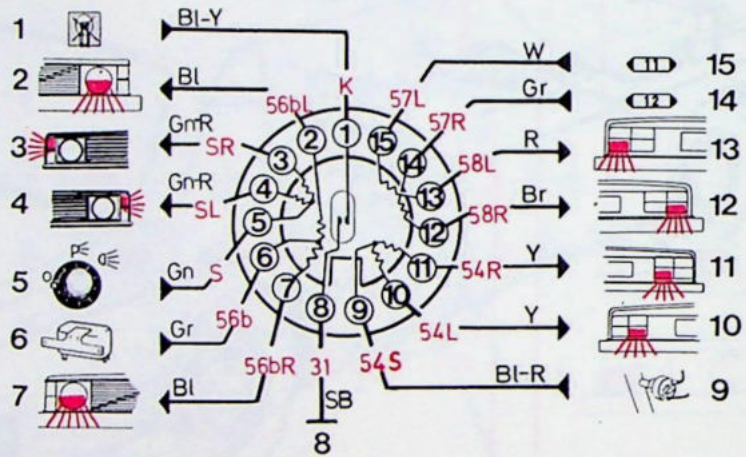 1 Bl-Y K
2 Bl 56bL
3 Gn-R SR
4 Gn-R SL
5 O P Gn S
6 Gr 56b
7 Bl 56bR
8 31 SB
9 Bl-R 54S
10 Y 54L
11 Y 54R
12 Br 58R
13 R 58L
14 12 Gr 57R
15 11 W 57L
1
2
3
4
5
6
7
8
9
10
11
12
13
14
15